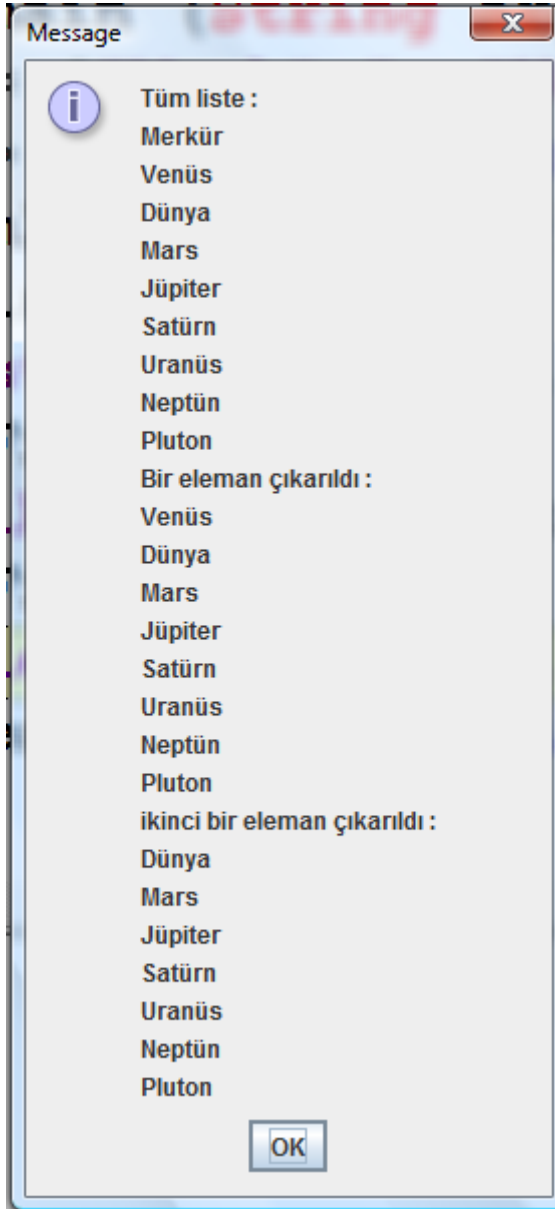 String
Message
Tüm liste :
Merkür
Venüs
Dünya
Mars
Jüpiter
Satürn
Uranüs
Neptün
Pluton
Bir eleman çıkarıldı :
Venüs
Dünya
Mars
Jüpiter
Satürn
Uranüs
Neptün
Pluton
ikinci bir eleman çıkarıldı :
Dünya
Mars
Jüpiter
Satürn
Uranüs
Neptün
Pluton
OK